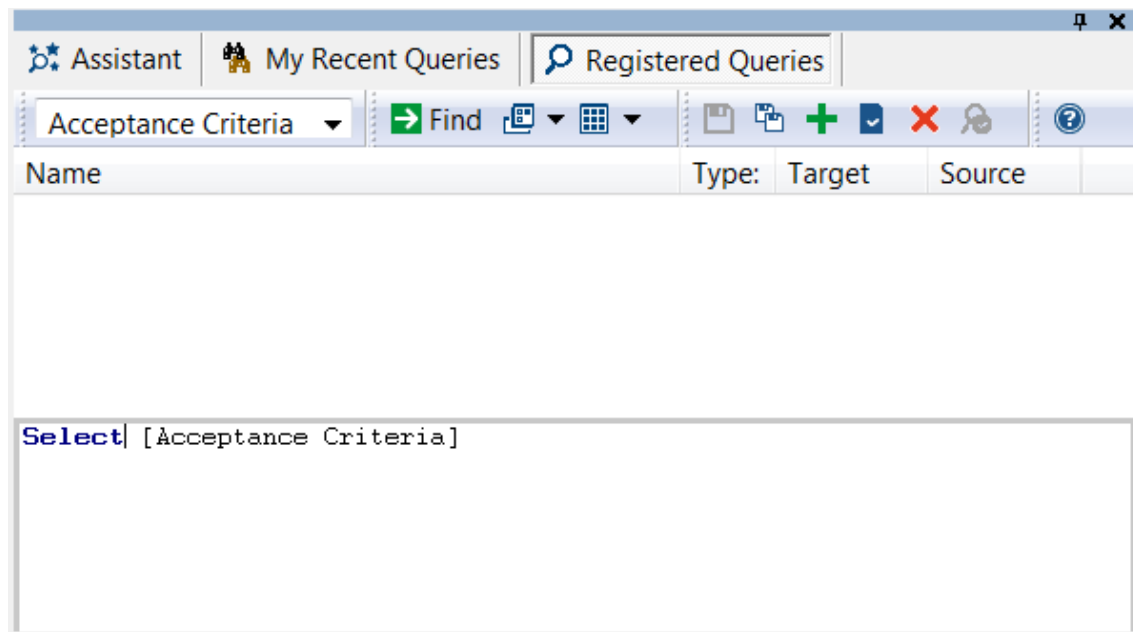 Assistant My Recent Queries Registered Queries
Acceptance Criteria Find
Name Type: Target Source
Select [Acceptance Criteria]